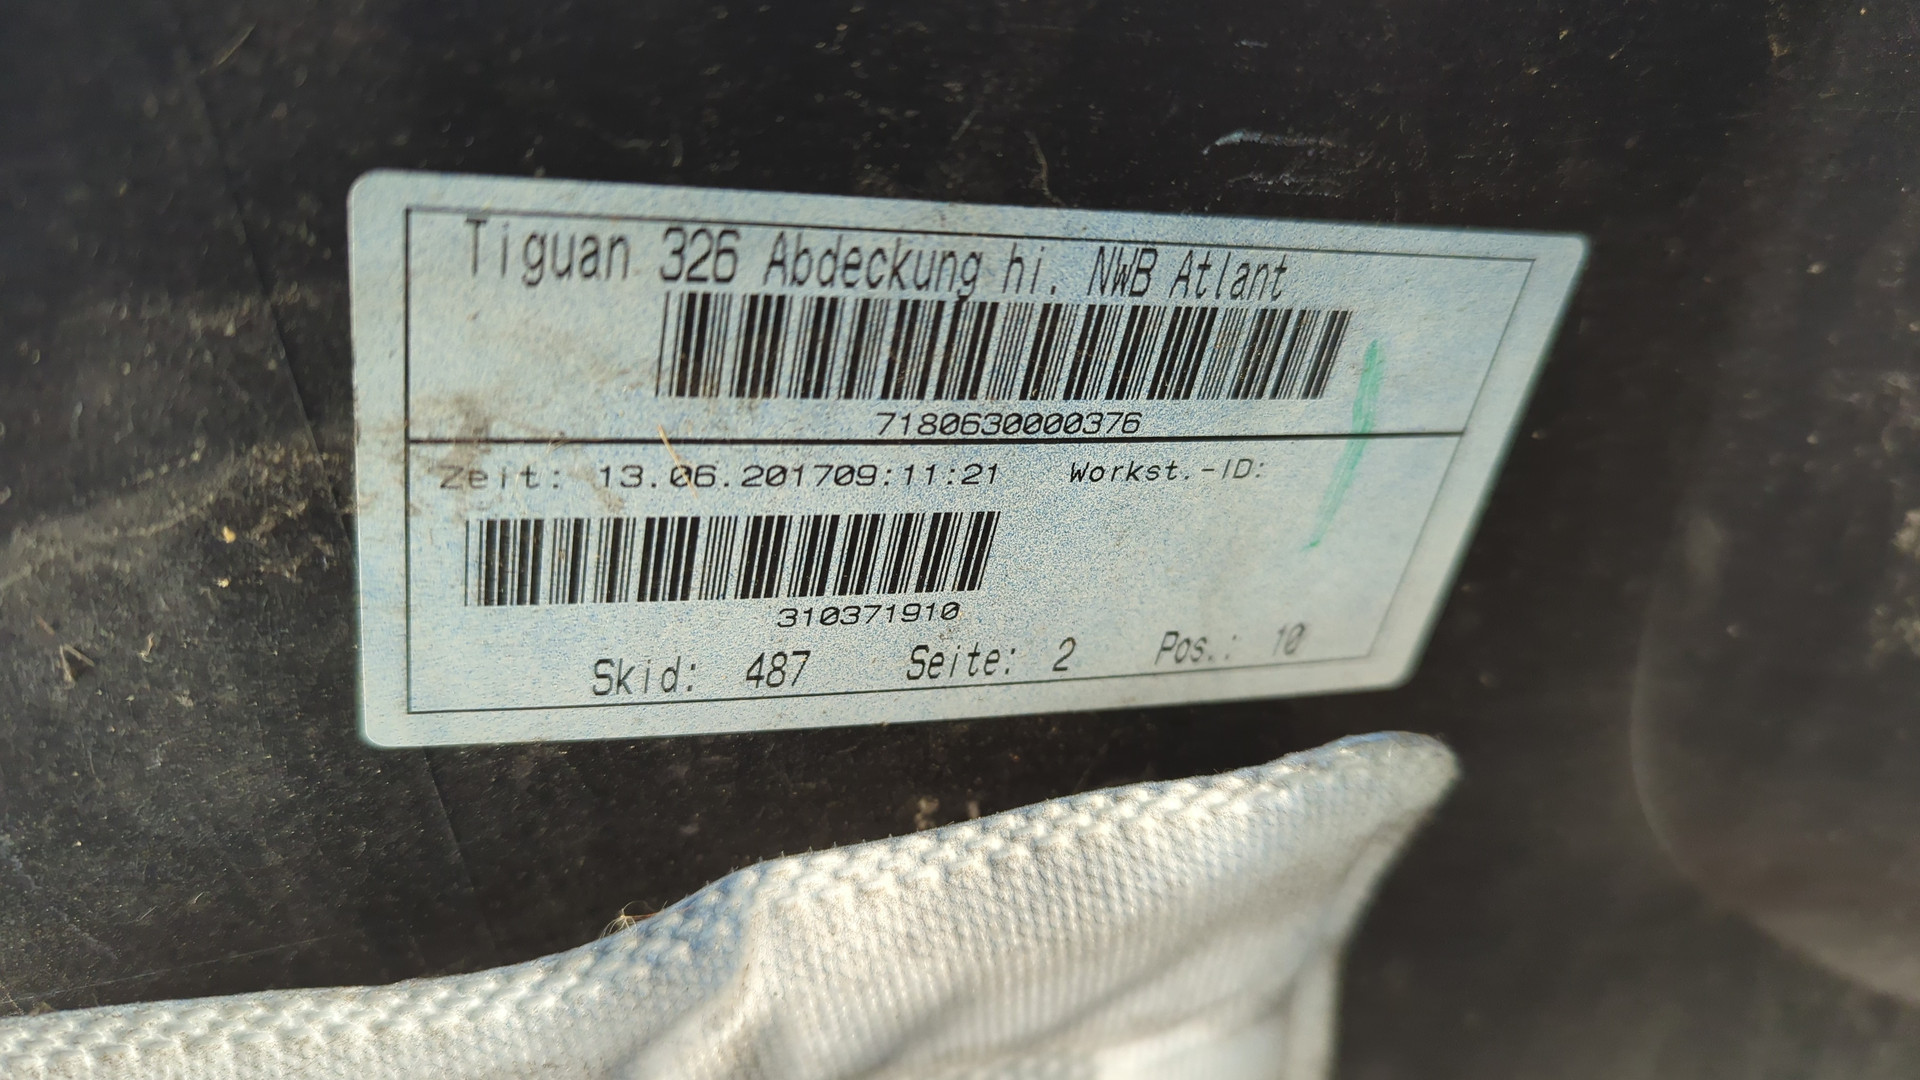 Tiguan 326 Abdeckung hi. NWB Atlant
7180630000376
Zeit: 13.06.201709:11:21 Workst.-ID:
310371910
Skid: 487 Seite: 2 Pos.: 10